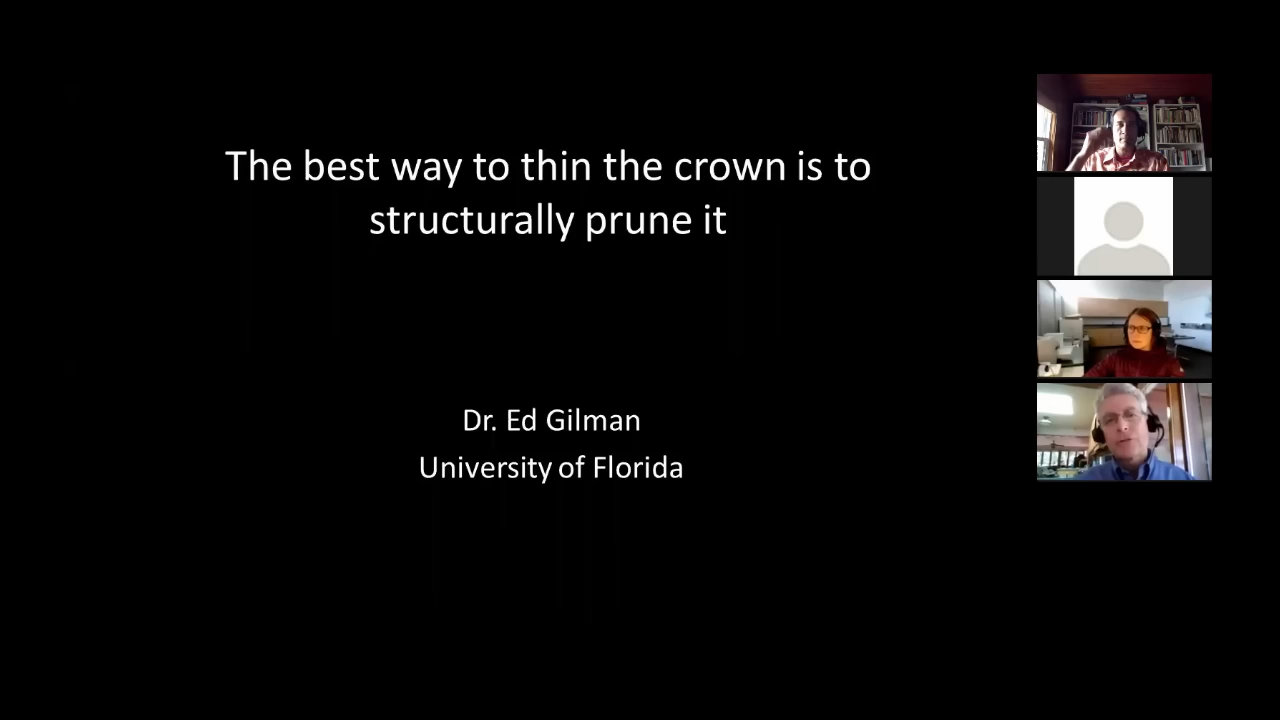 The best way to thin the crown is to
structurally prune it
Dr. Ed Gilman
University of Florida